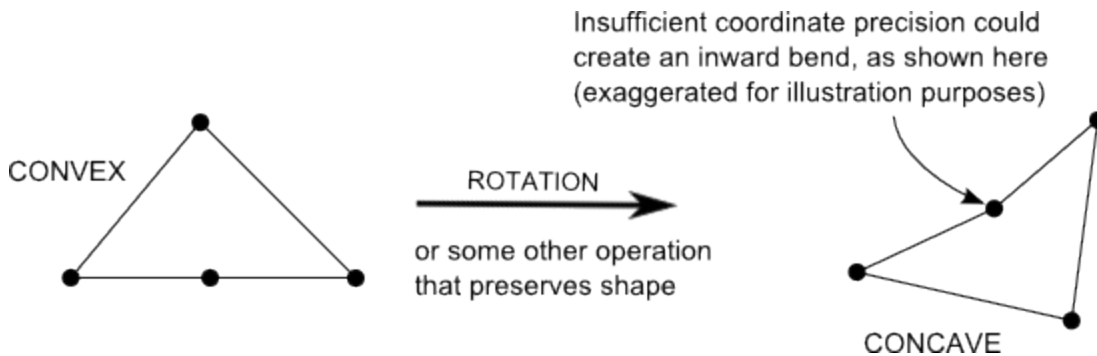 Insufficient coordinate precision could
create an inward bend, as shown here
(exaggerated for illustration purposes)
CONVEX
ROTATION
or some other operation
that preserves shape
CONCAVE